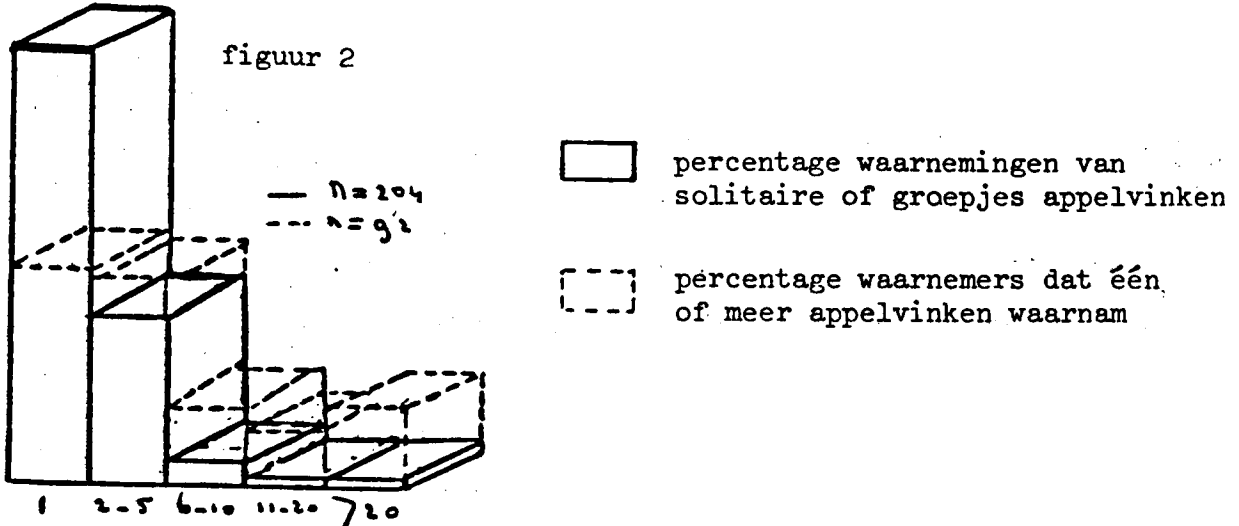 figuur 2
— n=204
--- n=92
percentage waarnemingen van
solitaire of groepjes appelvinken
percentage waarnemers dat één
of meer appelvinken waarnam
1 2-5 6-10 11-20 >20